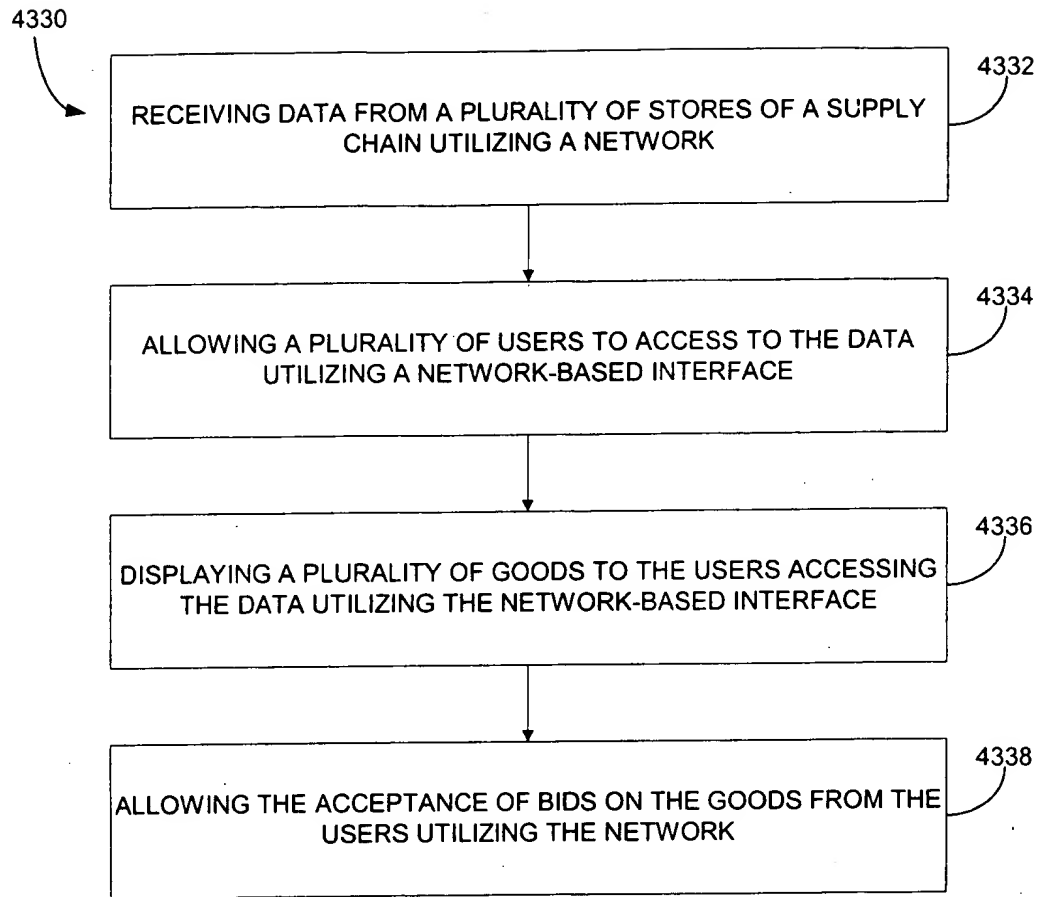 4330
4332
RECEIVING DATA FROM A PLURALITY OF STORES OF A SUPPLY
CHAIN UTILIZING A NETWORK
4334
ALLOWING A PLURALITY OF USERS TO ACCESS TO THE DATA
UTILIZING A NETWORK-BASED INTERFACE
4336
DISPLAYING A PLURALITY OF GOODS TO THE USERS ACCESSING
THE DATA UTILIZING THE NETWORK-BASED INTERFACE
4338
ALLOWING THE ACCEPTANCE OF BIDS ON THE GOODS FROM THE
USERS UTILIZING THE NETWORK